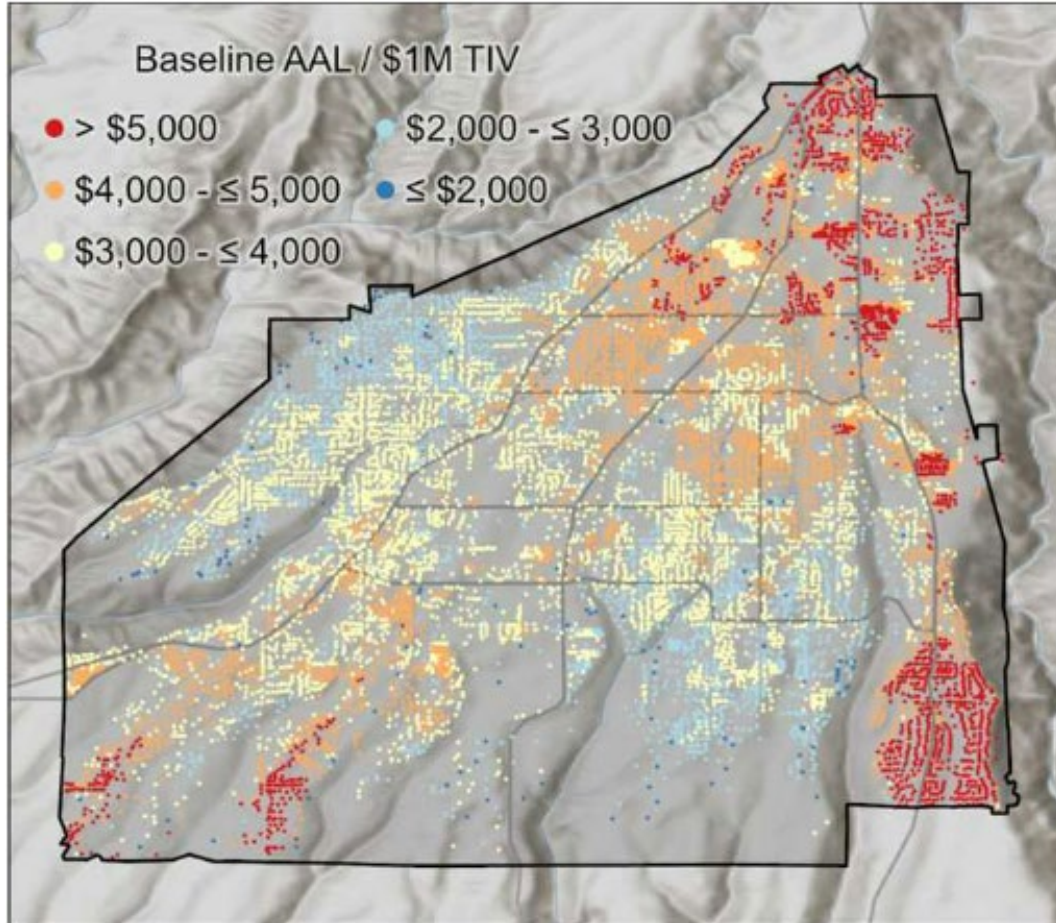 Baseline AAL / $1M TIV
> $5,000
$4,000 - ≤ 5,000
$3,000 - ≤ 4,000
$2,000 - ≤ 3,000
≤ $2,000